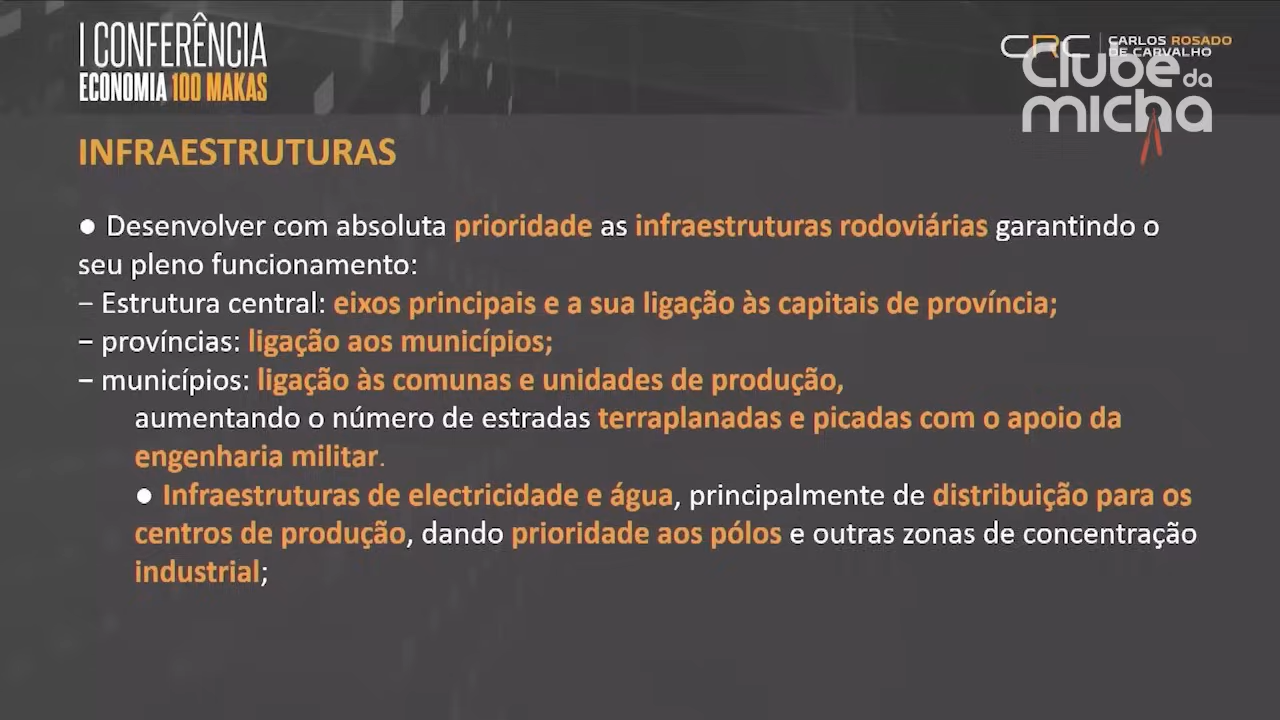 I CONFERÊNCIA
ECONOMIA 100 MAKAS
CRC
CARLOS ROSADO
DE CARVALHO
Clube da
micha
INFRAESTRUTURAS
● Desenvolver com absoluta prioridade as infraestruturas rodoviárias garantindo o
seu pleno funcionamento:
− Estrutura central: eixos principais e a sua ligação às capitais de província;
− províncias: ligação aos municípios;
− municípios: ligação às comunas e unidades de produção,
aumentando o número de estradas terraplanadas e picadas com o apoio da
engenharia militar.
● Infraestruturas de electricidade e água, principalmente de distribuição para os
centros de produção, dando prioridade aos pólos e outras zonas de concentração
industrial;